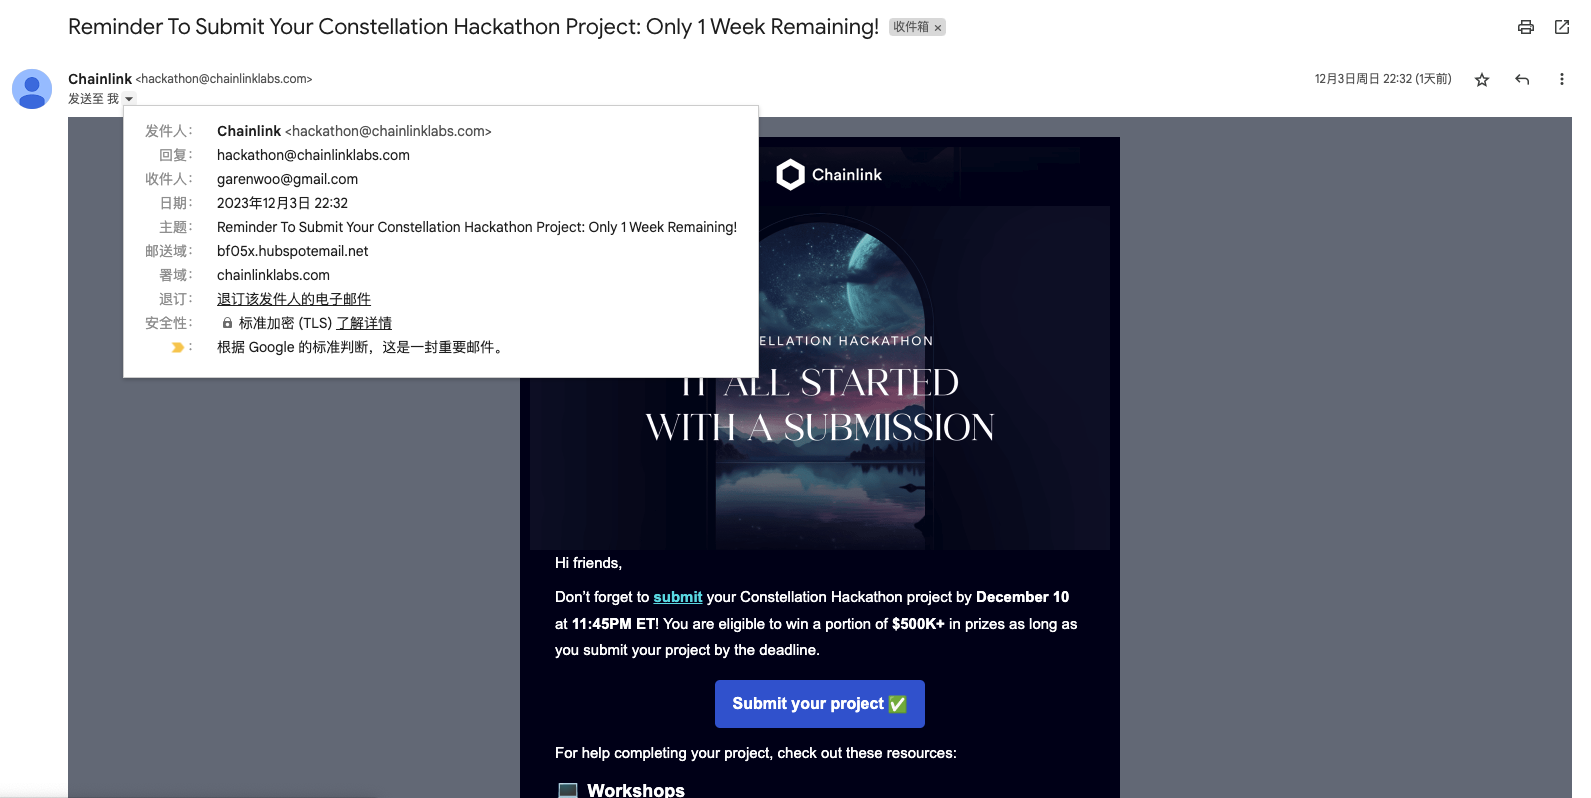 Reminder To Submit Your Constellation Hackathon Project: Only 1 Week Remaining! 收件箱 ×
Chainlink <hackathon@chainlinklabs.com> 12月3日周日 22:32 (1天前)
发送至 我
发件人： Chainlink <hackathon@chainlinklabs.com>
回复： hackathon@chainlinklabs.com
收件人： garenwoo@gmail.com
日期： 2023年12月3日 22:32
主题： Reminder To Submit Your Constellation Hackathon Project: Only 1 Week Remaining!
邮送域： bf05x.hubspotemail.net
署域： chainlinklabs.com
退订： 退订该发件人的电子邮件
安全性： 标准加密 (TLS) 了解详情
： 根据 Google 的标准判断，这是一封重要邮件。
Chainlink
ELLATION HACKATHON
IT ALL STARTED
WITH A SUBMISSION
Hi friends,
Don’t forget to submit your Constellation Hackathon project by December 10
at 11:45PM ET! You are eligible to win a portion of $500K+ in prizes as long as
you submit your project by the deadline.
Submit your project ✅
For help completing your project, check out these resources:
💻 Workshops